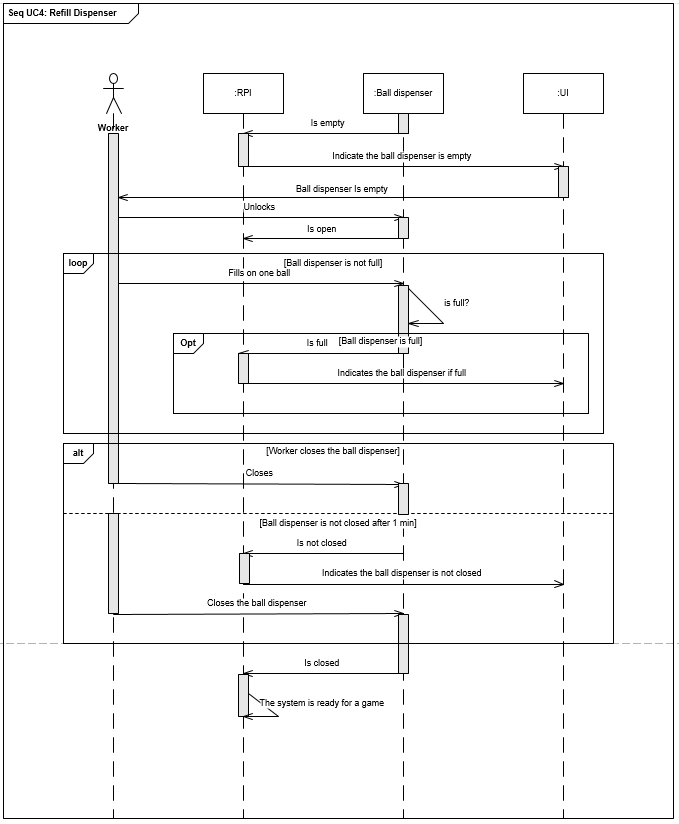 Seq UC4: Refill Dispenser
Worker
:RPI
:Ball dispenser
:UI
Is empty
Indicate the ball dispenser is empty
Ball dispenser Is empty
Unlocks
Is open
loop
[Ball dispenser is not full]
Fills on one ball
is full?
Opt
[Ball dispenser is full]
Is full
Indicates the ball dispenser if full
alt
[Worker closes the ball dispenser]
Closes
[Ball dispenser is not closed after 1 min]
Is not closed
Indicates the ball dispenser is not closed
Closes the ball dispenser
Is closed
The system is ready for a game